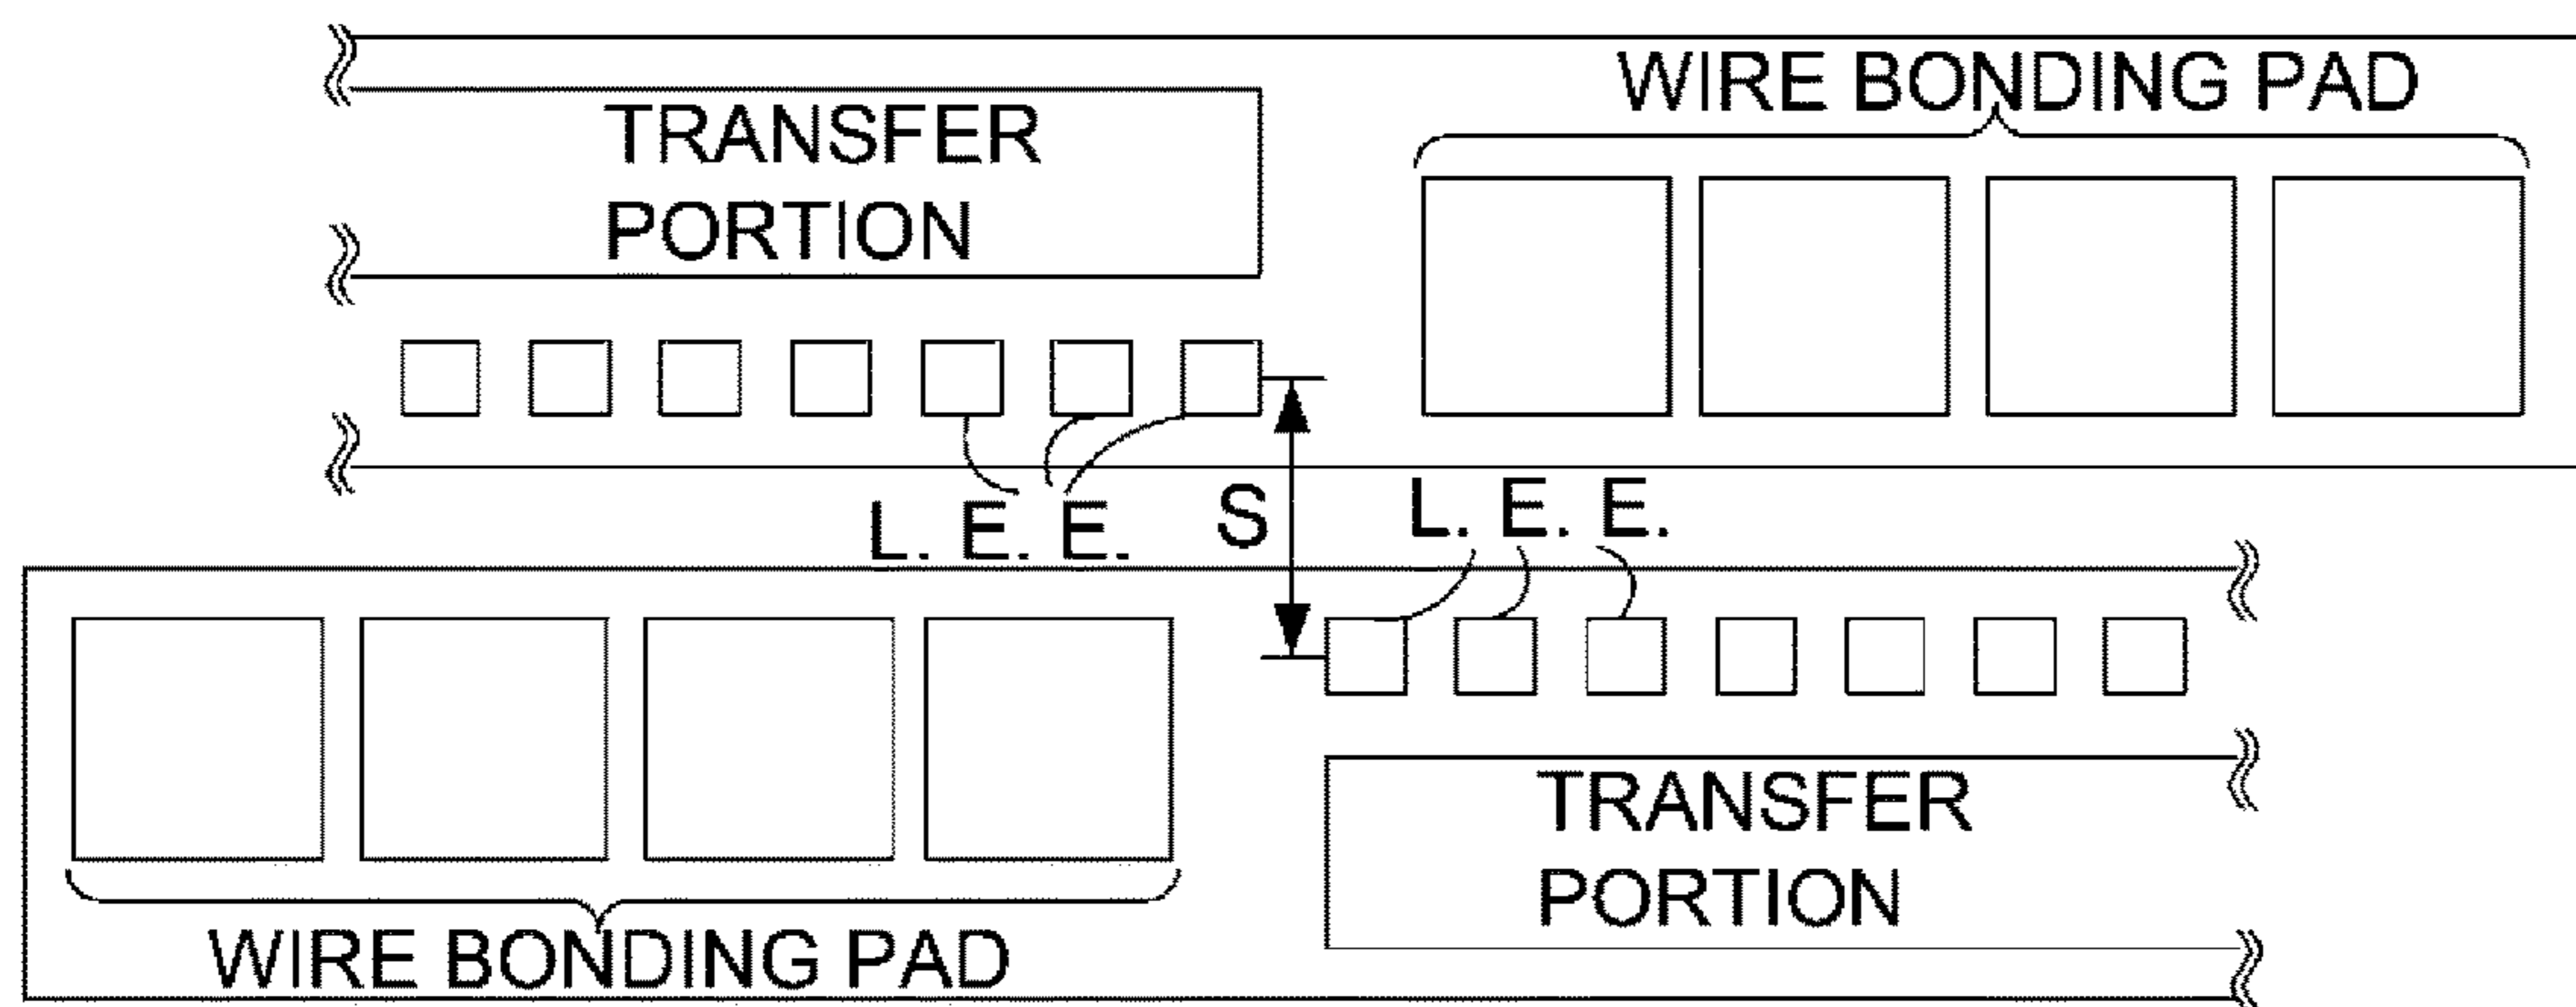 WIRE BONDING PAD
TRANSFER
PORTION
L. E. E.
S
L. E. E.
TRANSFER
PORTION
WIRE BONDING PAD